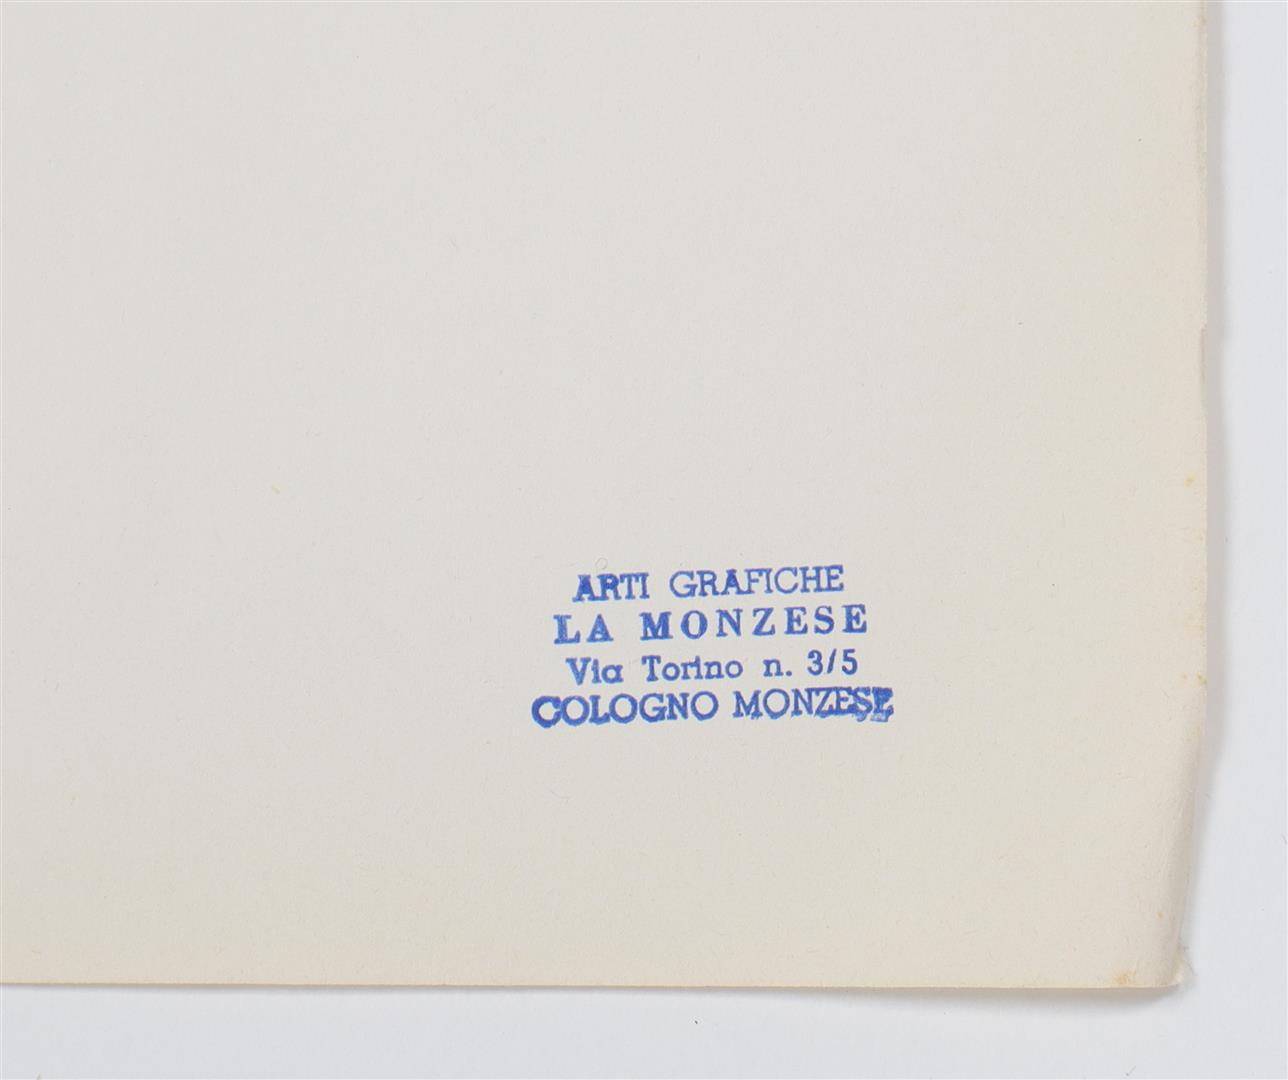 ARTI GRAFICHE
LA MONZESE
Via Torino n. 3/5
COLOGNO MONZESE